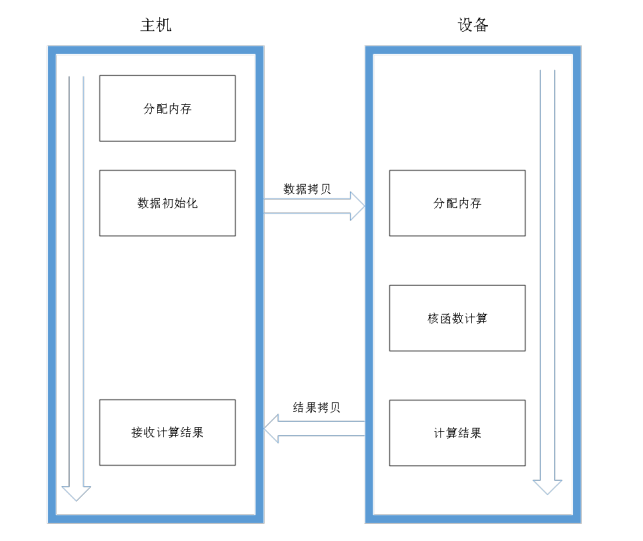 主机
设备
分配内存
数据初始化
数据拷贝
分配内存
核函数计算
结果拷贝
接收计算结果
计算结果